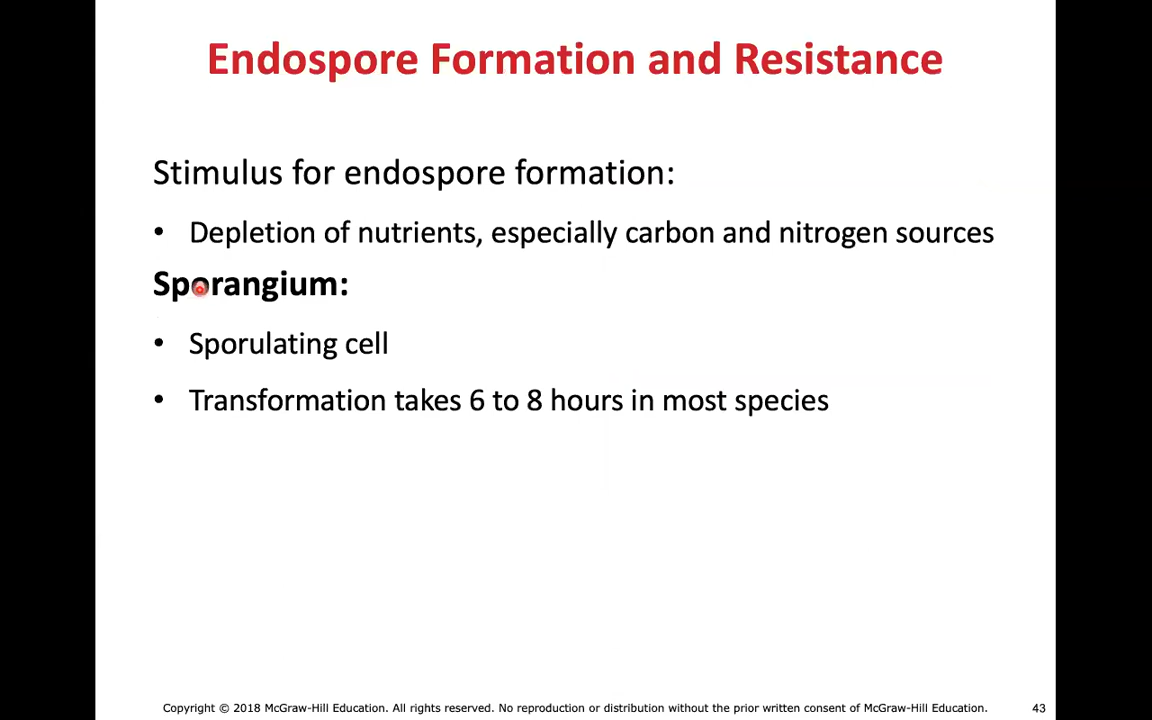 Endospore Formation and Resistance
Stimulus for endospore formation:
• Depletion of nutrients, especially carbon and nitrogen sources
Sporangium:
• Sporulating cell
• Transformation takes 6 to 8 hours in most species
Copyright © 2018 McGraw-Hill Education. All rights reserved. No reproduction or distribution without the prior written consent of McGraw-Hill Education.
43